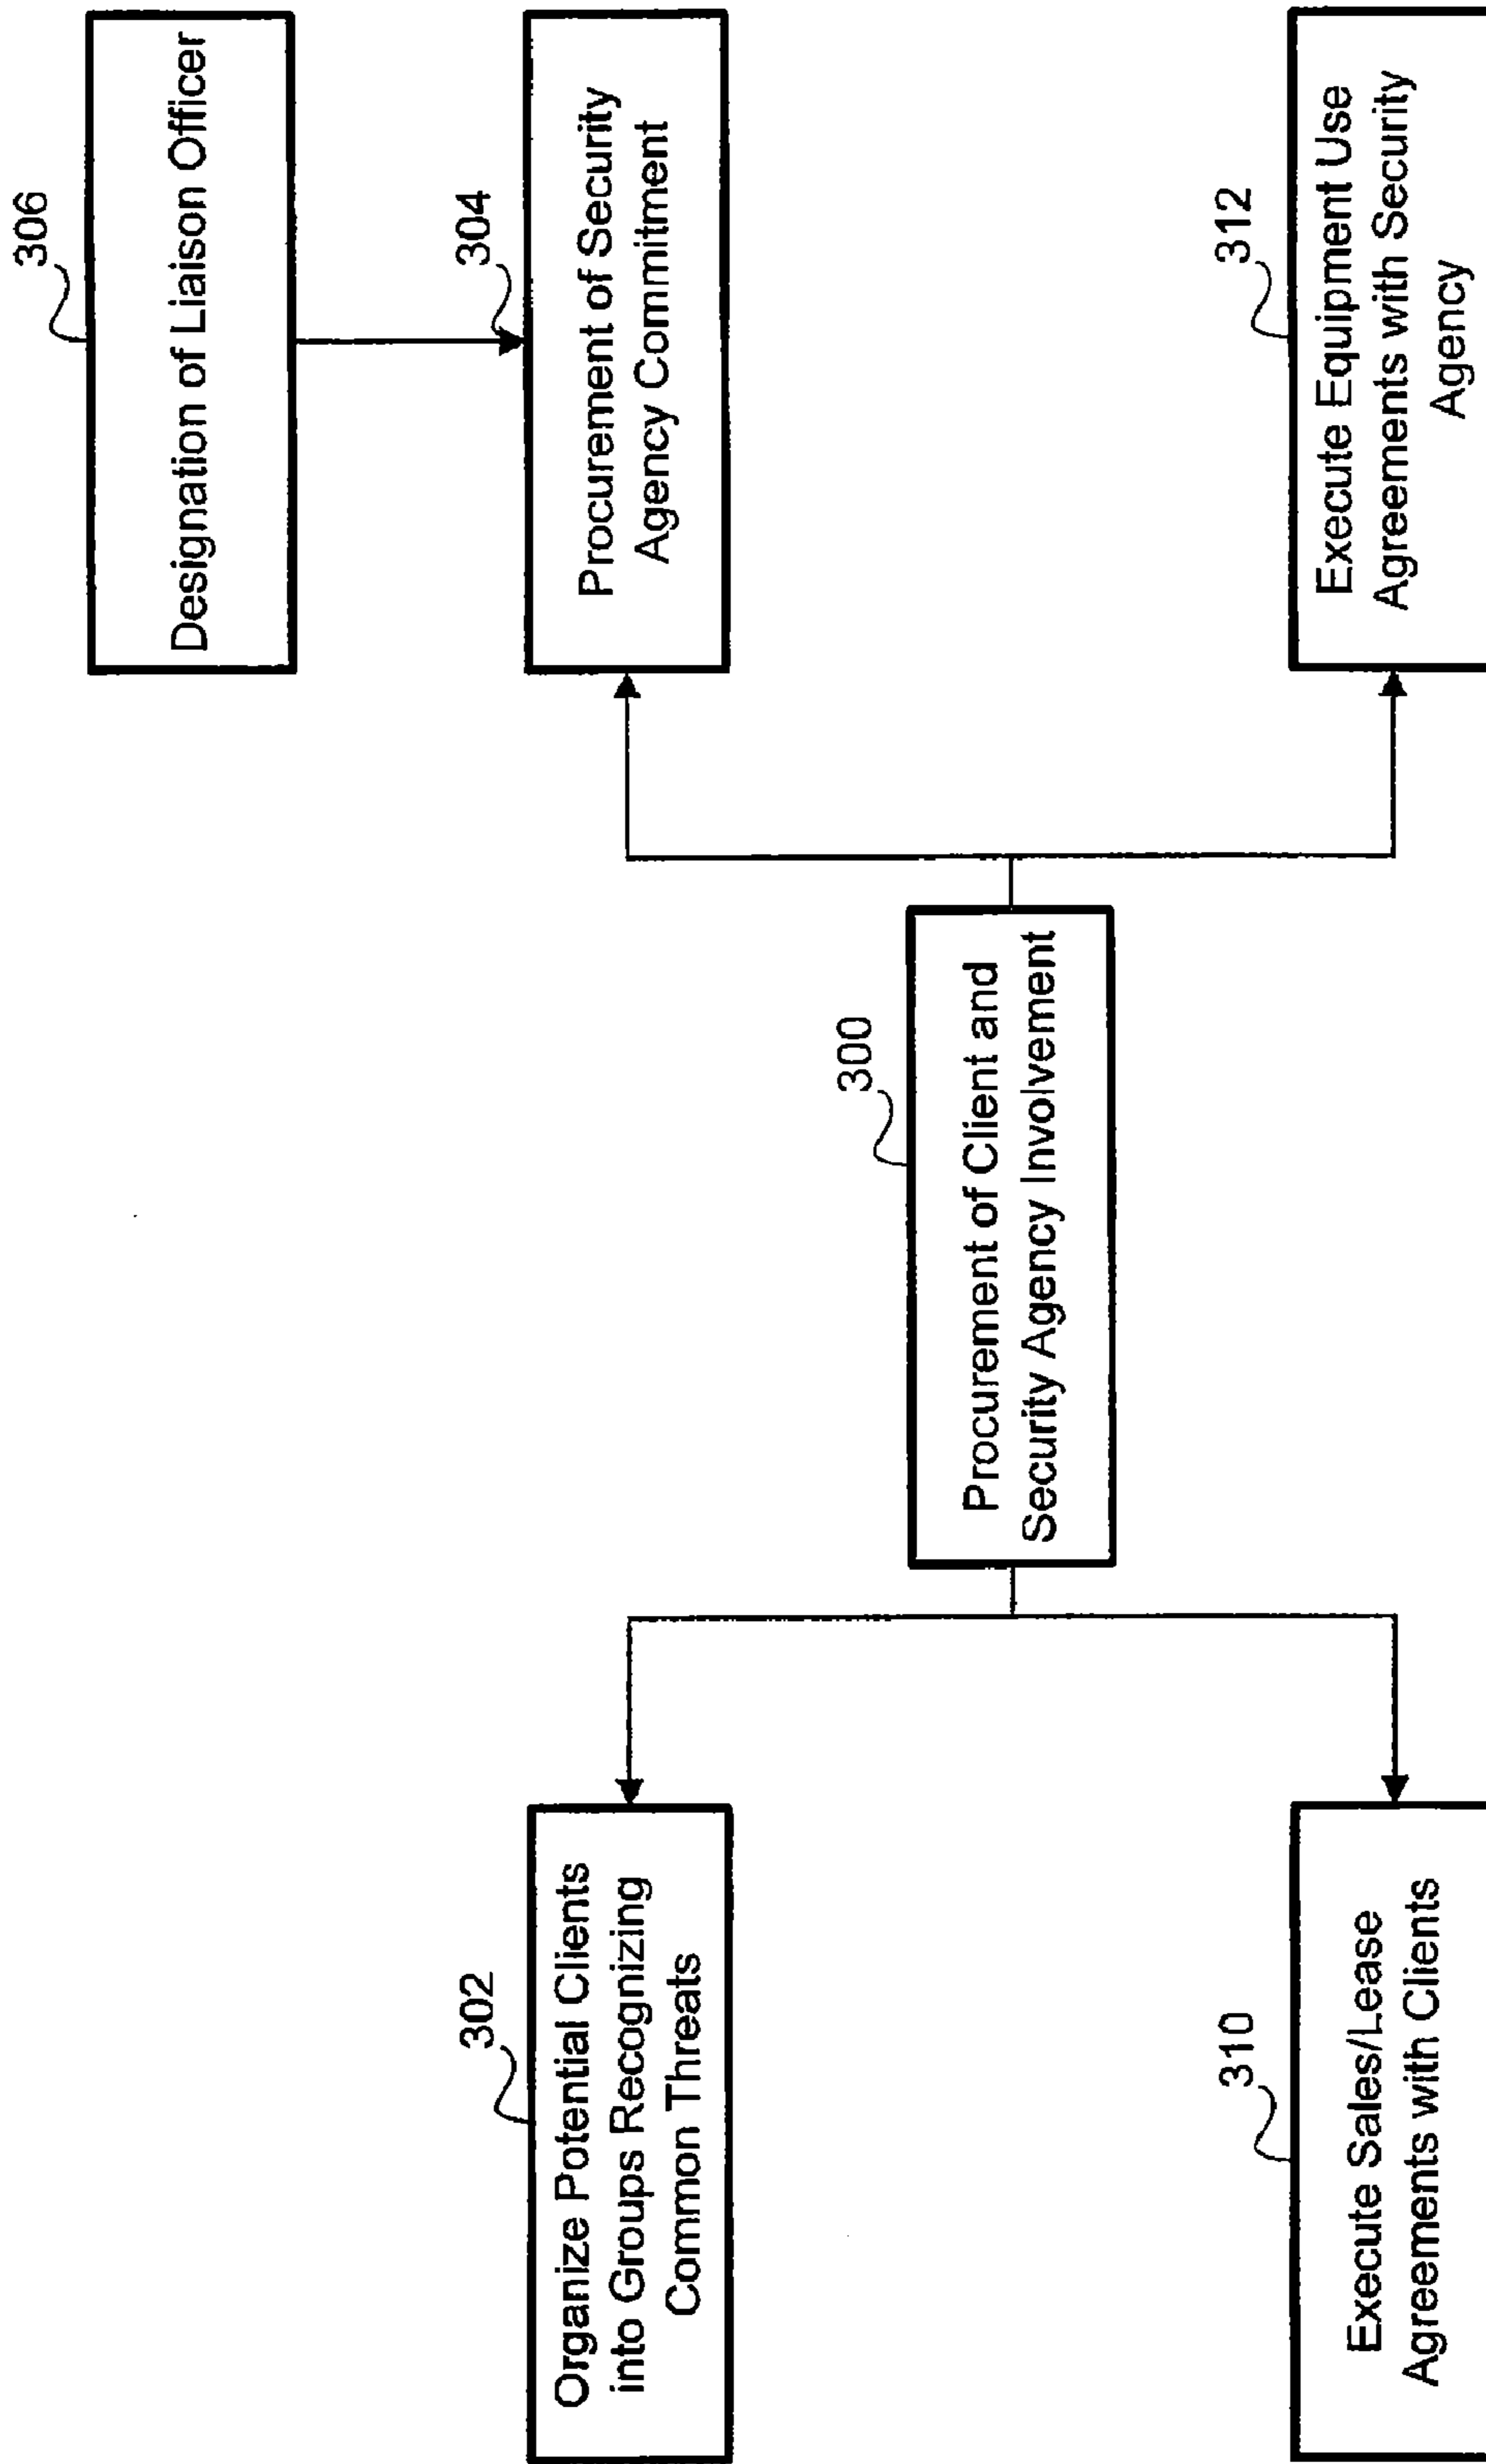 306
Designation of Liaison Officer
302
Organize Potential Clients
into Groups Recognizing
Common Threats
304
Procurement of Security
Agency Commitment
300
Procurement of Client and
Security Agency Involvement
310
Execute Sales/Lease
Agreements with Clients
312
Execute Equipment Use
Agreements with Security
Agency